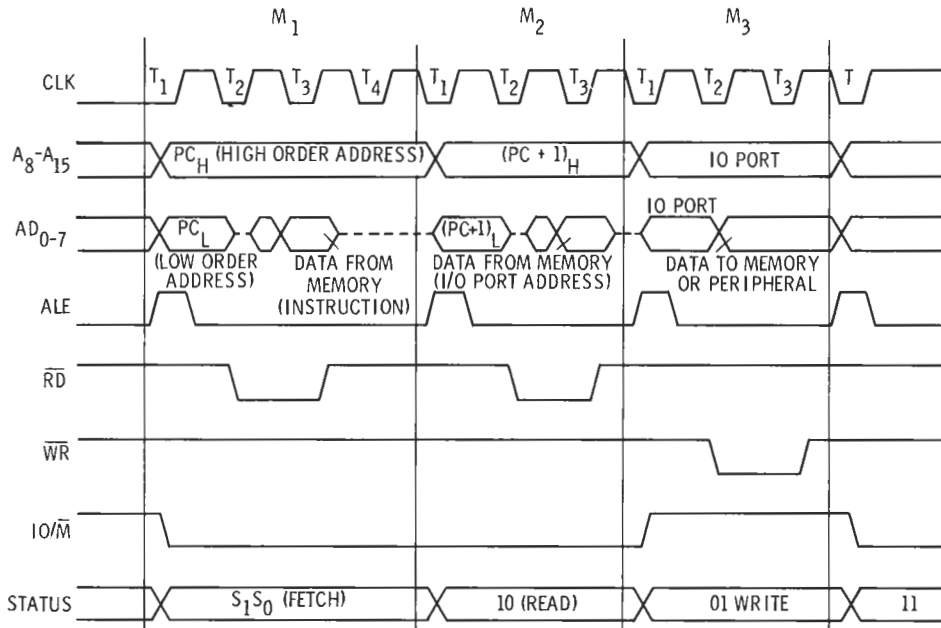 M1 M2 M3
CLK T1 T2 T3 T4 T1 T2 T3 T1 T2 T3 T
A8-A15 PCH (HIGH ORDER ADDRESS) (PC + 1)H IO PORT
IO PORT
AD0-7 PCL (PC+1)L
(LOW ORDER DATA FROM DATA FROM MEMORY DATA TO MEMORY
ADDRESS) MEMORY (I/O PORT ADDRESS) OR PERIPHERAL
(INSTRUCTION)
ALE
RD
WR
IO/M
STATUS S1S0 (FETCH) 10 (READ) 01 WRITE 11